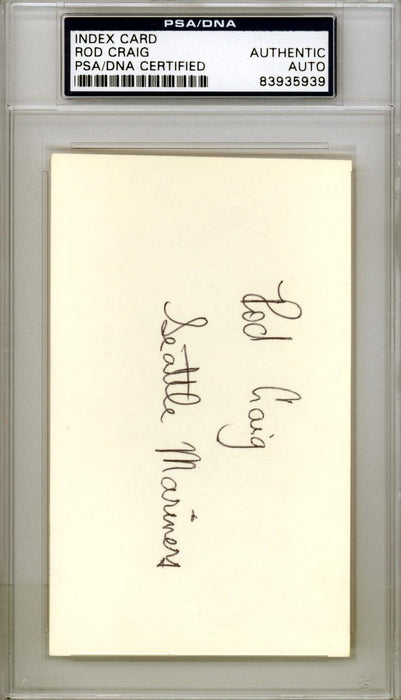 PSA/DNA
INDEX CARD
ROD CRAIG
PSA/DNA CERTIFIED
AUTHENTIC
AUTO
83935939
Rod Craig
Seattle Mariners